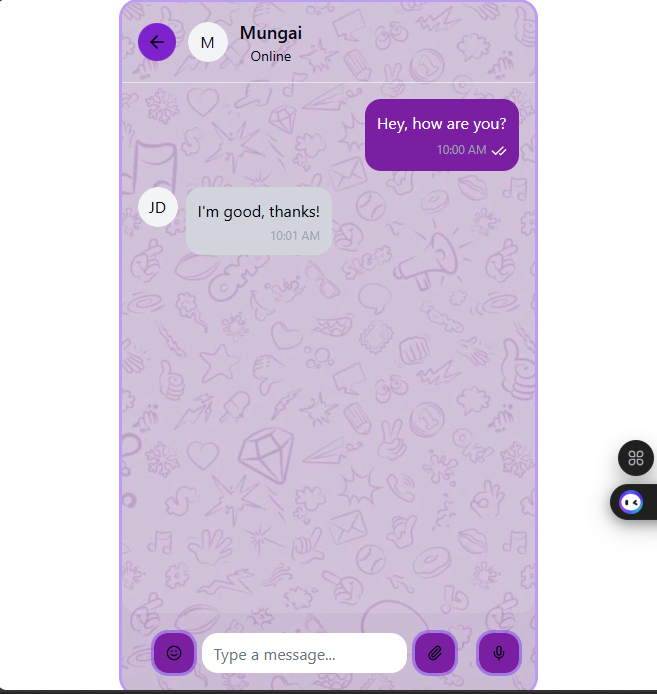 M
Mungai
Online
Hey, how are you?
10:00 AM
JD
I'm good, thanks!
10:01 AM
Type a message...